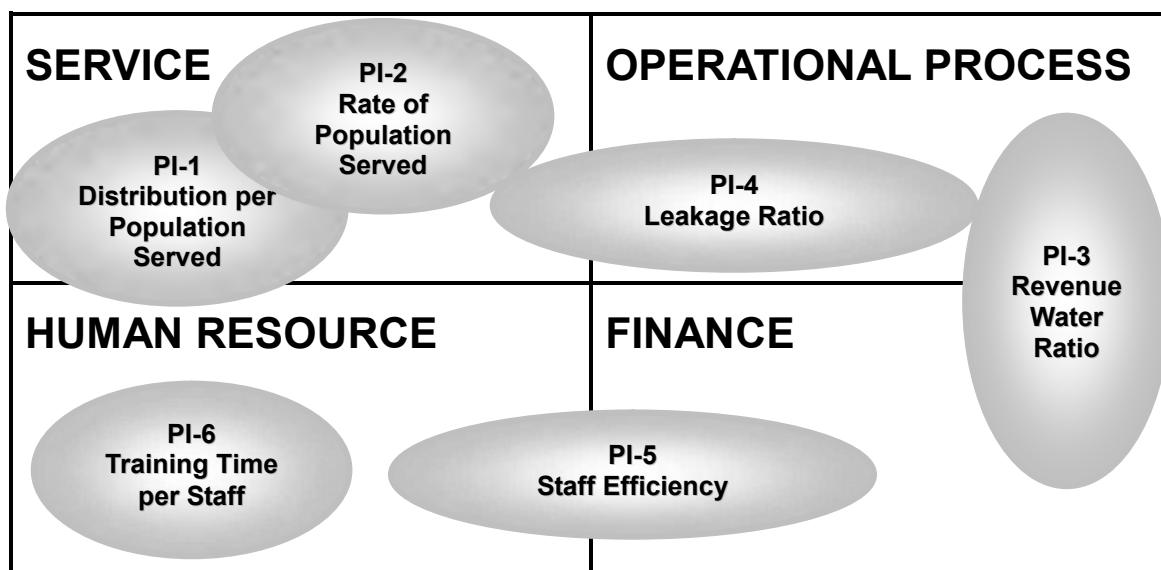 SERVICE
PI-2
Rate of
Population
Served
PI-1
Distribution per
Population
Served
OPERATIONAL PROCESS
PI-4
Leakage Ratio
PI-3
Revenue
Water
Ratio
HUMAN RESOURCE
PI-6
Training Time
per Staff
FINANCE
PI-5
Staff Efficiency